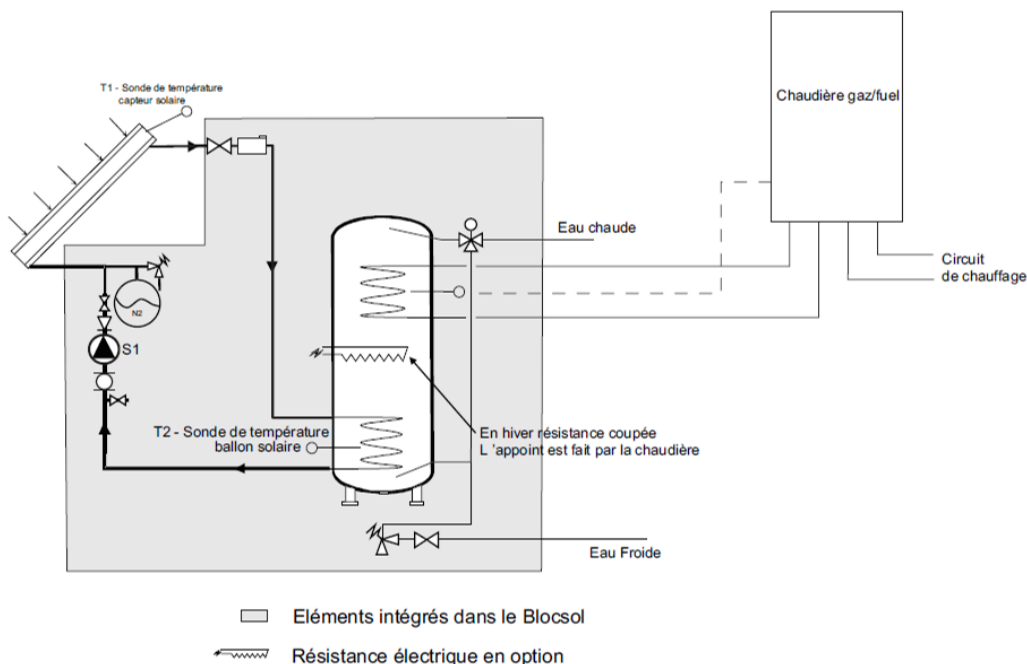 T1 - Sonde de température
capteur solaire
Chaudière gaz/fuel
Eau chaude
Circuit
de chauffage
N2
S1
T2 - Sonde de température
ballon solaire
En hiver résistance coupée
L 'appoint est fait par la chaudière
Eau Froide
Eléments intégrés dans le Blocsol
Résistance électrique en option